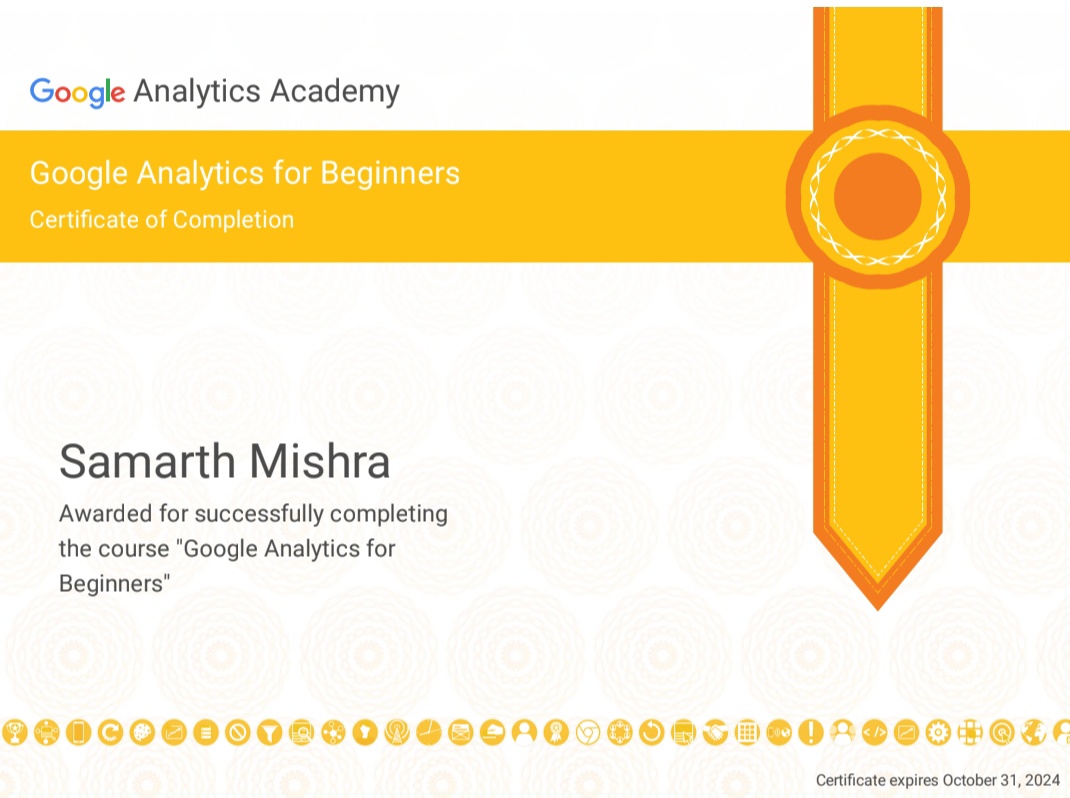 Google Analytics Academy
Google Analytics for Beginners
Certificate of Completion
Samarth Mishra
Awarded for successfully completing
the course "Google Analytics for
Beginners"
Certificate expires October 31, 2024